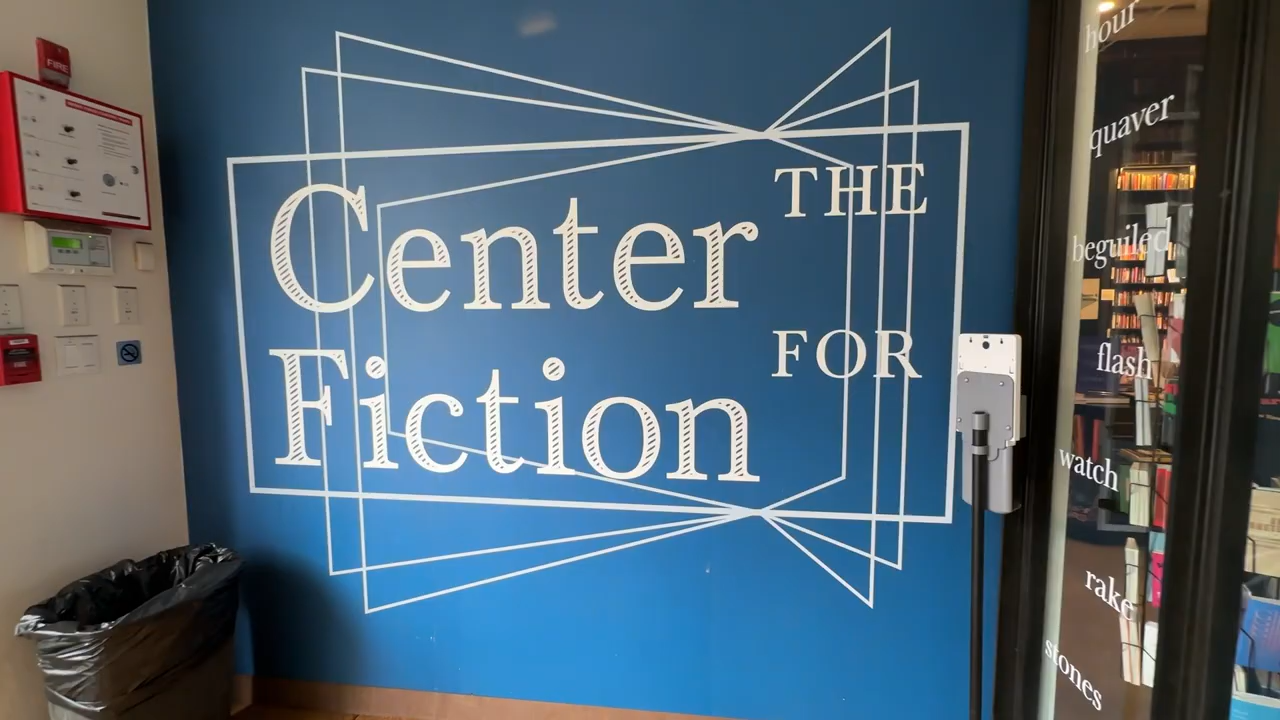 FIRE
THE
Center
FOR
Fiction
hour
quaver
beguiled
flash
watch
rake
stones